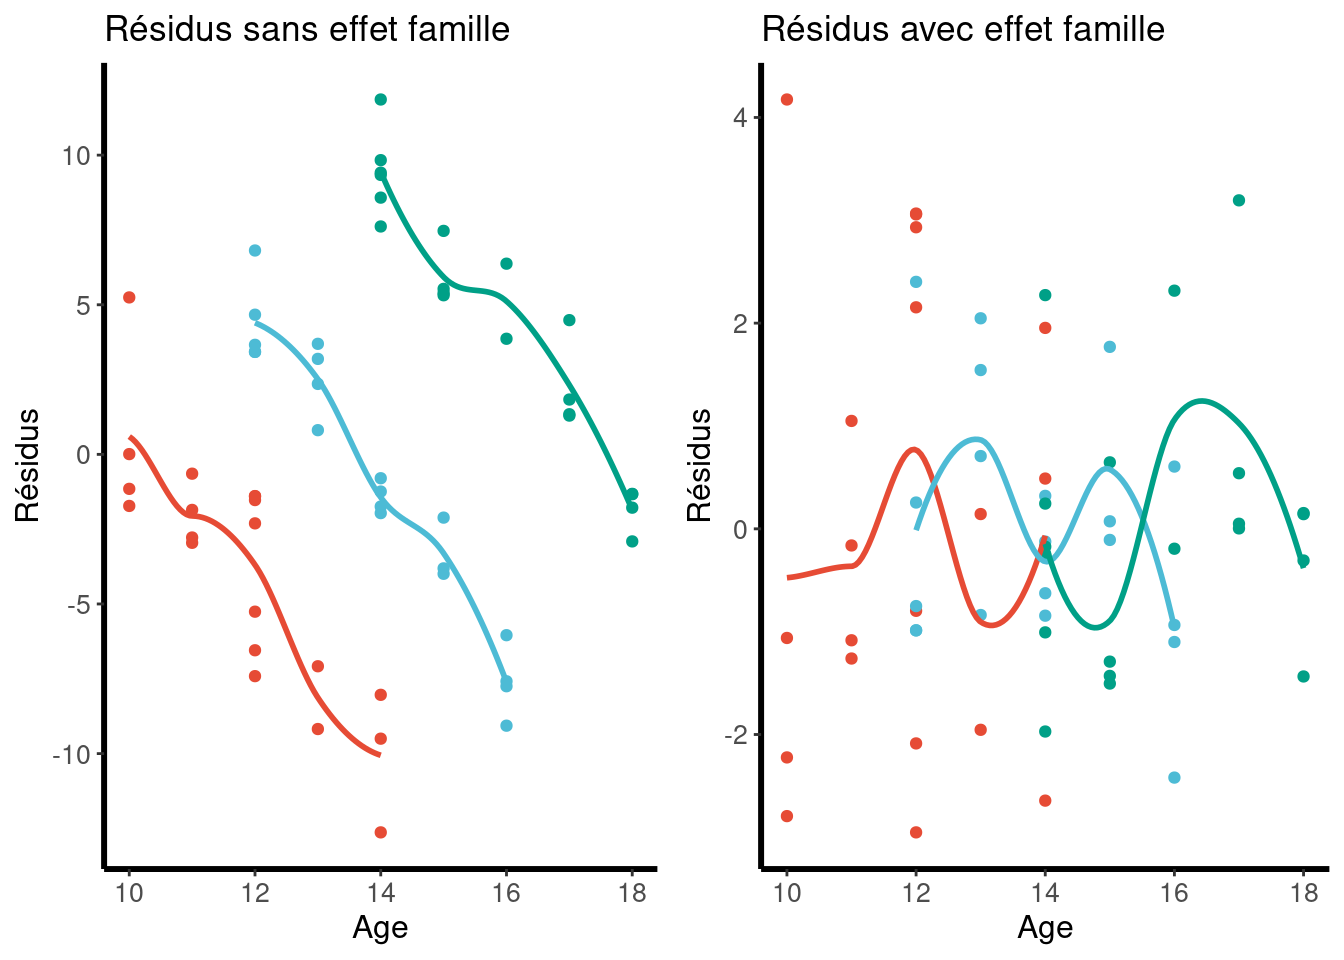 Résidus sans effet famille
Résidus
10
5
0
-5
-10
10 12 14 16 18
Age
Résidus avec effet famille
Résidus
4
2
0
-2
10 12 14 16 18
Age